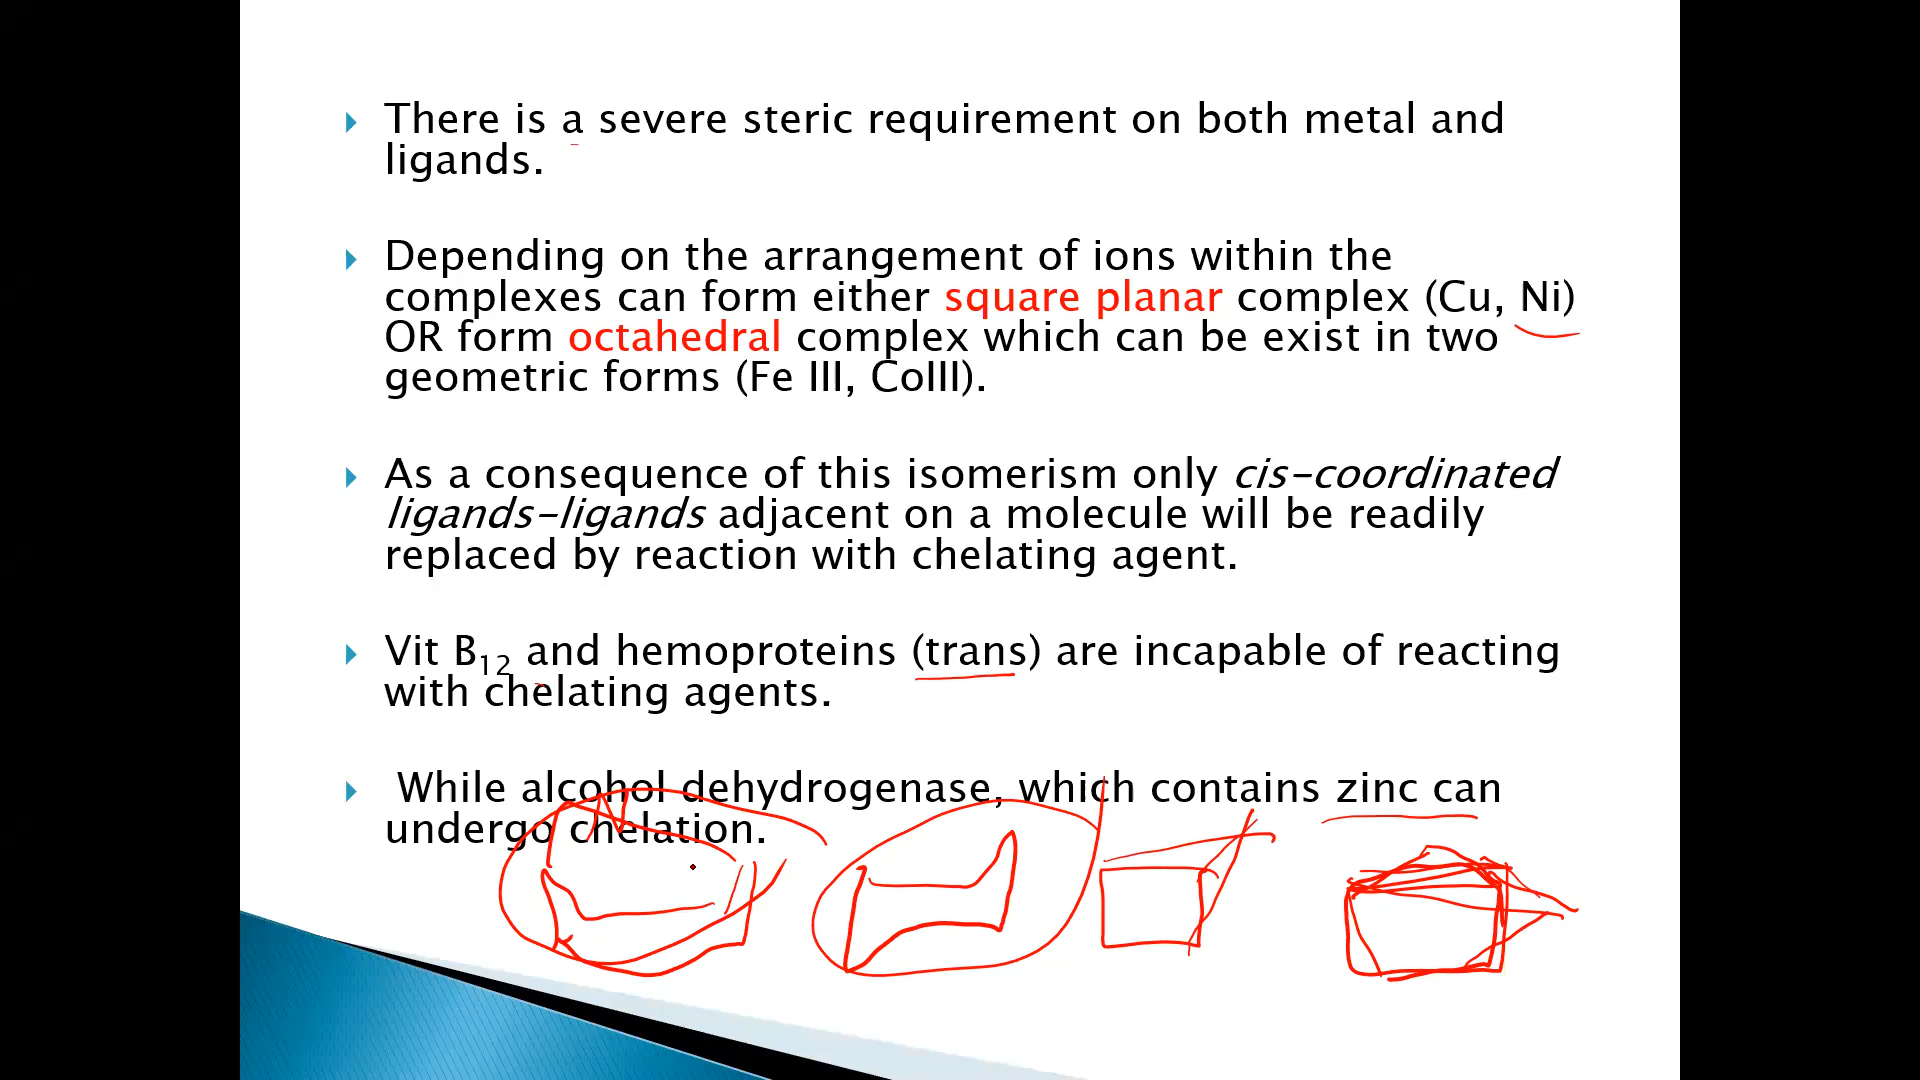 There is a severe steric requirement on both metal and
ligands.
Depending on the arrangement of ions within the
complexes can form either square planar complex (Cu, Ni)
OR form octahedral complex which can be exist in two
geometric forms (Fe III, CoIII).
As a consequence of this isomerism only cis-coordinated
ligands-ligands adjacent on a molecule will be readily
replaced by reaction with chelating agent.
Vit B12 and hemoproteins (trans) are incapable of reacting
with chelating agents.
While alcohol dehydrogenase, which contains zinc can
undergo chelation.